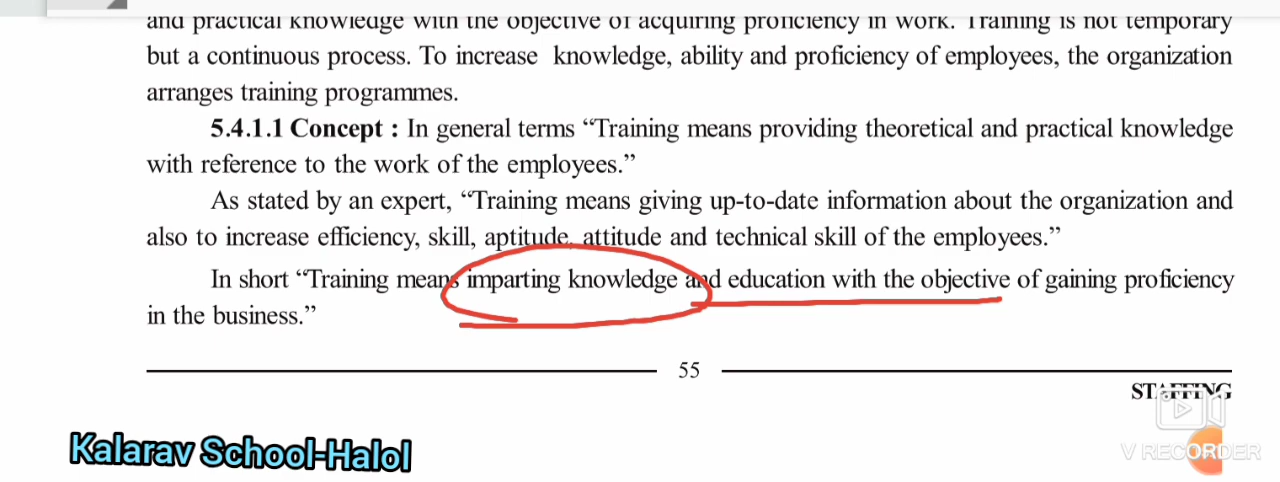 and practical knowledge with the objective of acquiring proficiency in work. Training is not temporary
but a continuous process. To increase knowledge, ability and proficiency of employees, the organization
arranges training programmes.
5.4.1.1 Concept : In general terms “Training means providing theoretical and practical knowledge
with reference to the work of the employees.”
As stated by an expert, “Training means giving up-to-date information about the organization and
also to increase efficiency, skill, aptitude, attitude and technical skill of the employees.”
In short “Training means imparting knowledge and education with the objective of gaining proficiency
in the business.”
55
STAFFING
Kalarav School-Halol
V RECORDER